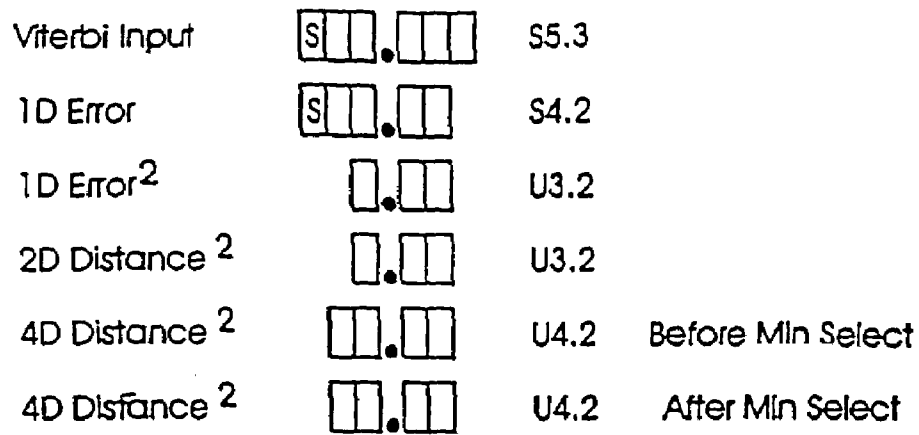 Viterbi Input S S5.3
1D Error S S4.2
1D Error2 U3.2
2D Distance 2 U3.2
4D Distance 2 U4.2 Before Min Select
4D Distance 2 U4.2 After Min Select